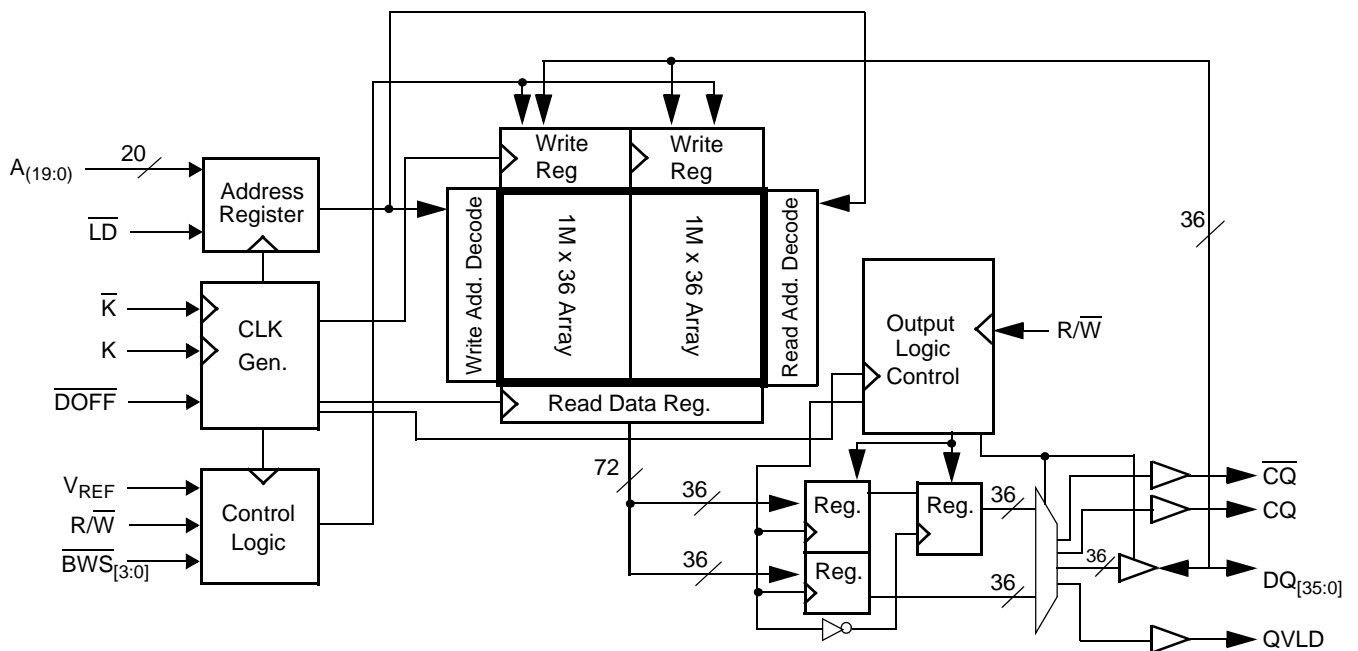 A(19:0)
20
LD
Address
Register
K
K
DOFF
CLK
Gen.
VREF
R/W
BWS[3:0]
Control
Logic
Write
Reg
Write
Reg
Write Add. Decode
1M x 36 Array
1M x 36 Array
Read Add. Decode
Read Data Reg.
36
Output
Logic
Control
R/W
72
36
36
Reg.
Reg.
Reg.
36
36
36
CQ
CQ
DQ[35:0]
QVLD